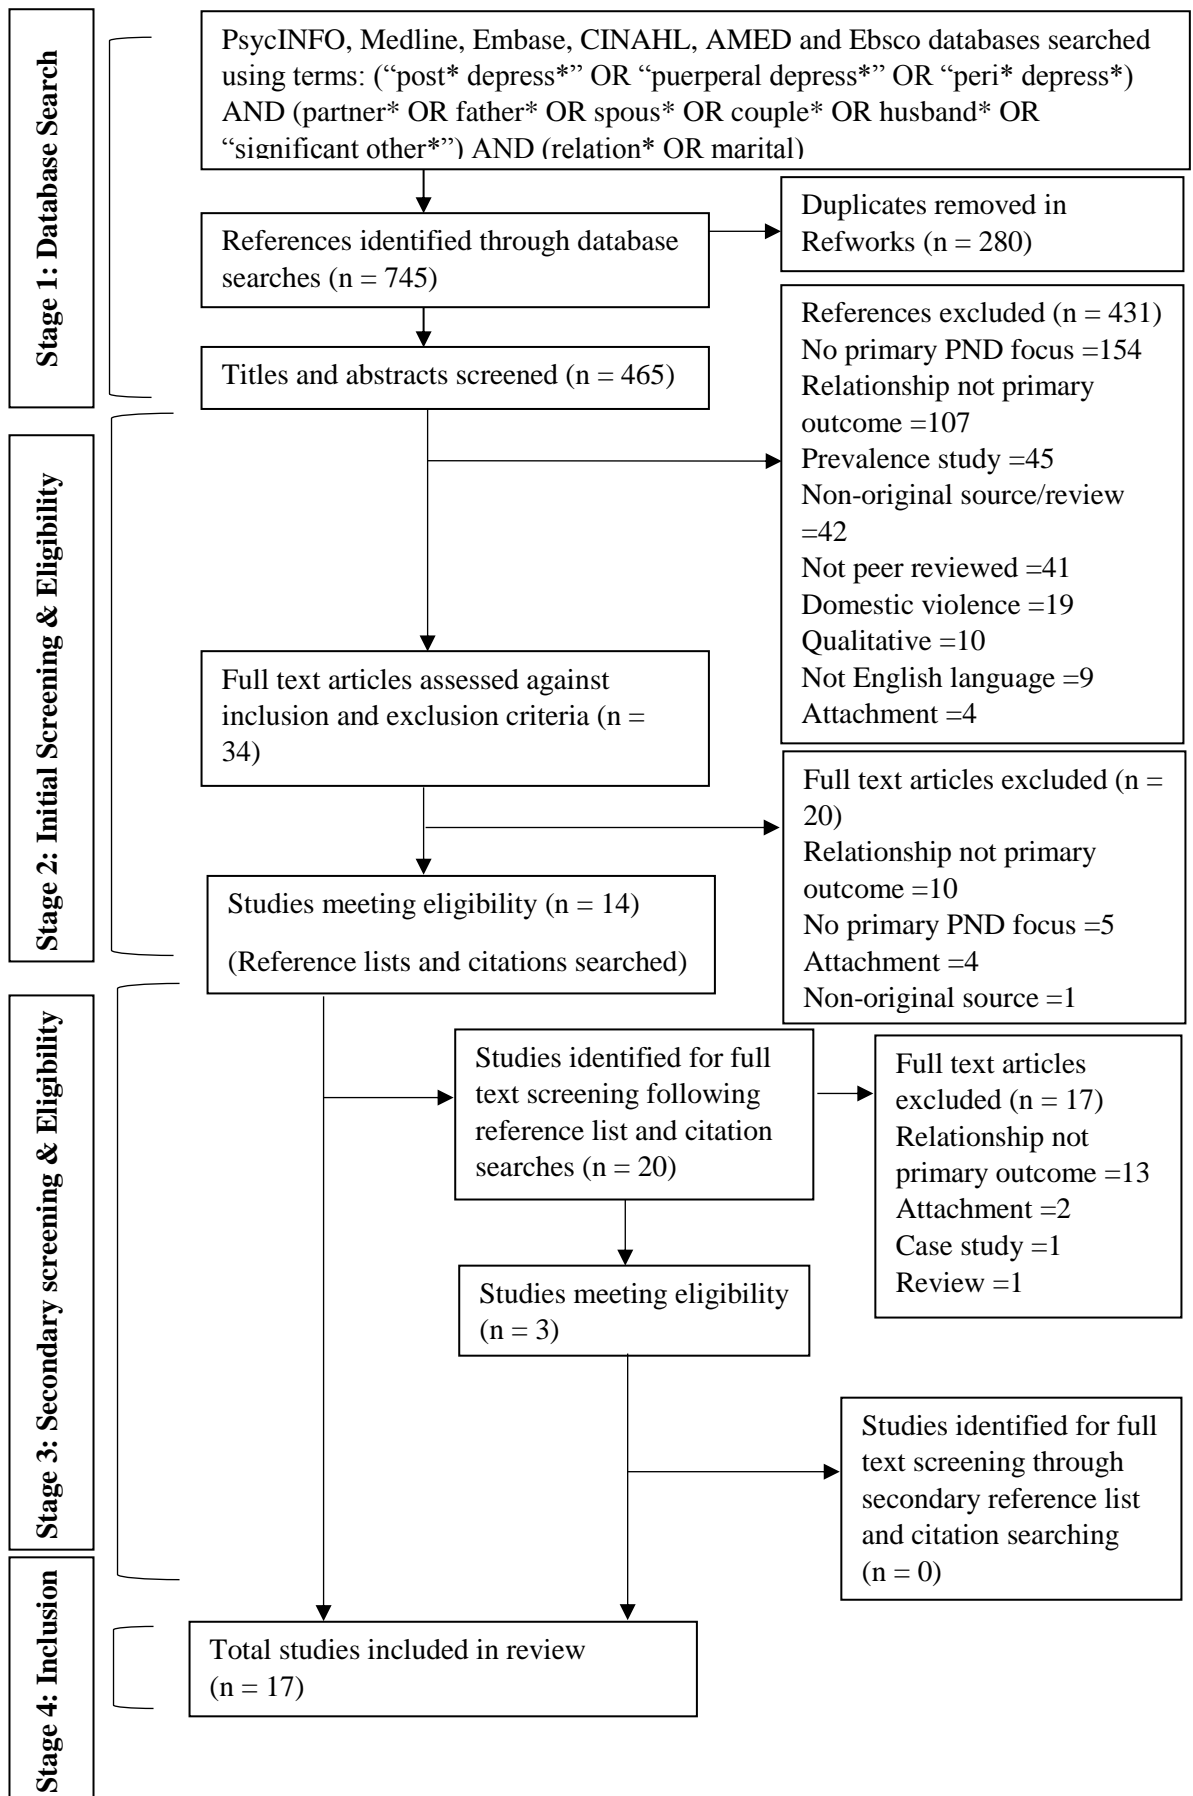 Stage 1: Database Search
PsycINFO, Medline, Embase, CINAHL, AMED and Ebsco databases searched
using terms: (“post* depress*” OR “puerperal depress*” OR “peri* depress*)
AND (partner* OR father* OR spous* OR couple* OR husband* OR
“significant other*”) AND (relation* OR marital)
References identified through database
searches (n = 745)
Duplicates removed in
Refworks (n = 280)
Titles and abstracts screened (n = 465)
References excluded (n = 431)
No primary PND focus =154
Relationship not primary
outcome =107
Prevalence study =45
Non-original source/review
=42
Not peer reviewed =41
Domestic violence =19
Qualitative =10
Not English language =9
Attachment =4
Stage 2: Initial Screening & Eligibility
Full text articles assessed against
inclusion and exclusion criteria (n =
34)
Full text articles excluded (n =
20)
Relationship not primary
outcome =10
No primary PND focus =5
Attachment =4
Non-original source =1
Studies meeting eligibility (n = 14)
(Reference lists and citations searched)
Stage 3: Secondary screening & Eligibility
Studies identified for full
text screening following
reference list and citation
searches (n = 20)
Full text articles
excluded (n = 17)
Relationship not
primary outcome =13
Attachment =2
Case study =1
Review =1
Studies meeting eligibility
(n = 3)
Studies identified for full
text screening through
secondary reference list
and citation searching
(n = 0)
Stage 4: Inclusion
Total studies included in review
(n = 17)